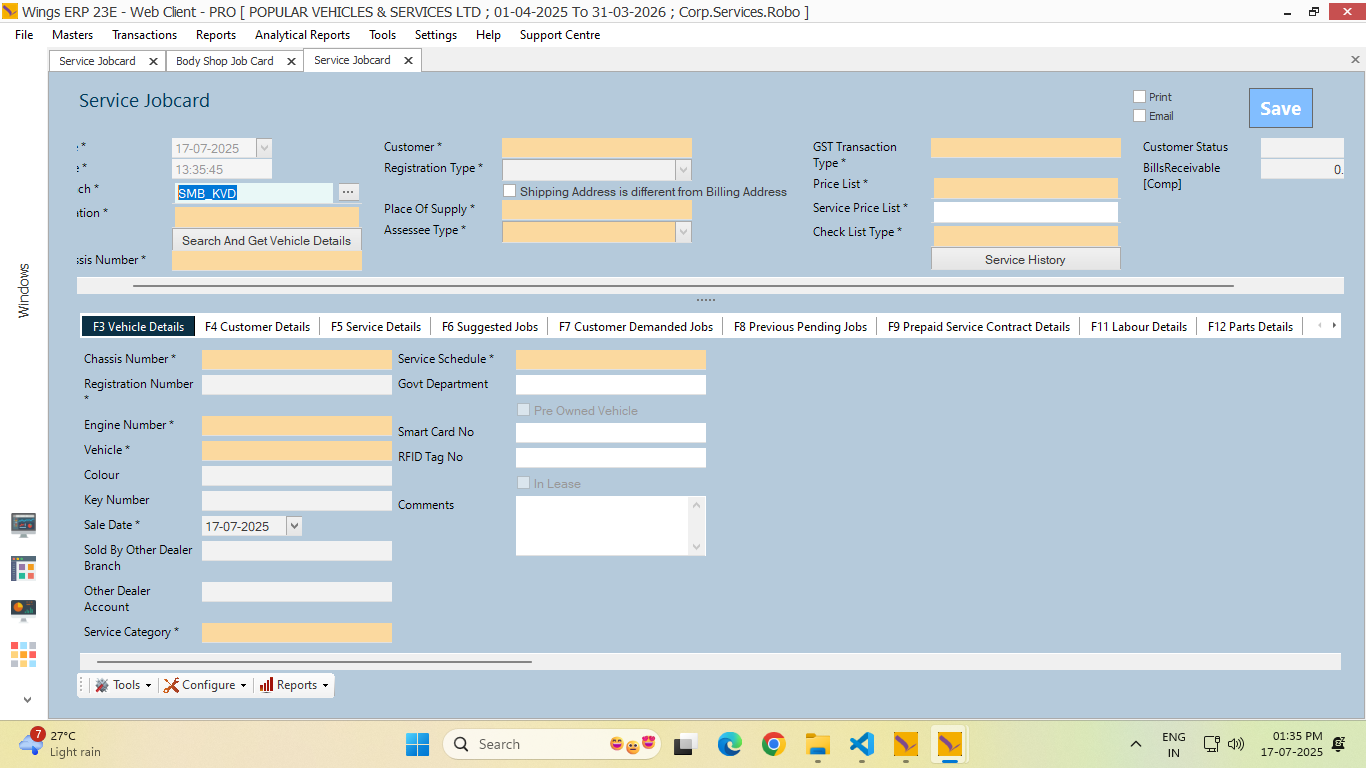 Wings ERP 23E - Web Client - PRO [ POPULAR VEHICLES & SERVICES LTD ; 01-04-2025 To 31-03-2026 ; Corp.Services.Robo ]
File Masters Transactions Reports Analytical Reports Tools Settings Help Support Centre
Service Jobcard Body Shop Job Card Service Jobcard
Service Jobcard
Print
Email
Save
* 17-07-2025
* 13:35:45
ch * SMB_KVD ...
ation *
Search And Get Vehicle Details
ssis Number *
Customer *
Registration Type *
Shipping Address is different from Billing Address
Place Of Supply *
Assessee Type *
GST Transaction
Type *
Price List *
Service Price List *
Check List Type *
Service History
Customer Status
BillsReceivable 0.
[Comp]
Windows
F3 Vehicle Details F4 Customer Details F5 Service Details F6 Suggested Jobs F7 Customer Demanded Jobs F8 Previous Pending Jobs F9 Prepaid Service Contract Details F11 Labour Details F12 Parts Details
Chassis Number *
Registration Number
*
Engine Number *
Vehicle *
Colour
Key Number
Sale Date * 17-07-2025
Sold By Other Dealer
Branch
Other Dealer
Account
Service Category *
Service Schedule *
Govt Department
Pre Owned Vehicle
Smart Card No
RFID Tag No
In Lease
Comments
Tools Configure Reports
7
27°C
Light rain
Search
ENG
IN
01:35 PM
17-07-2025